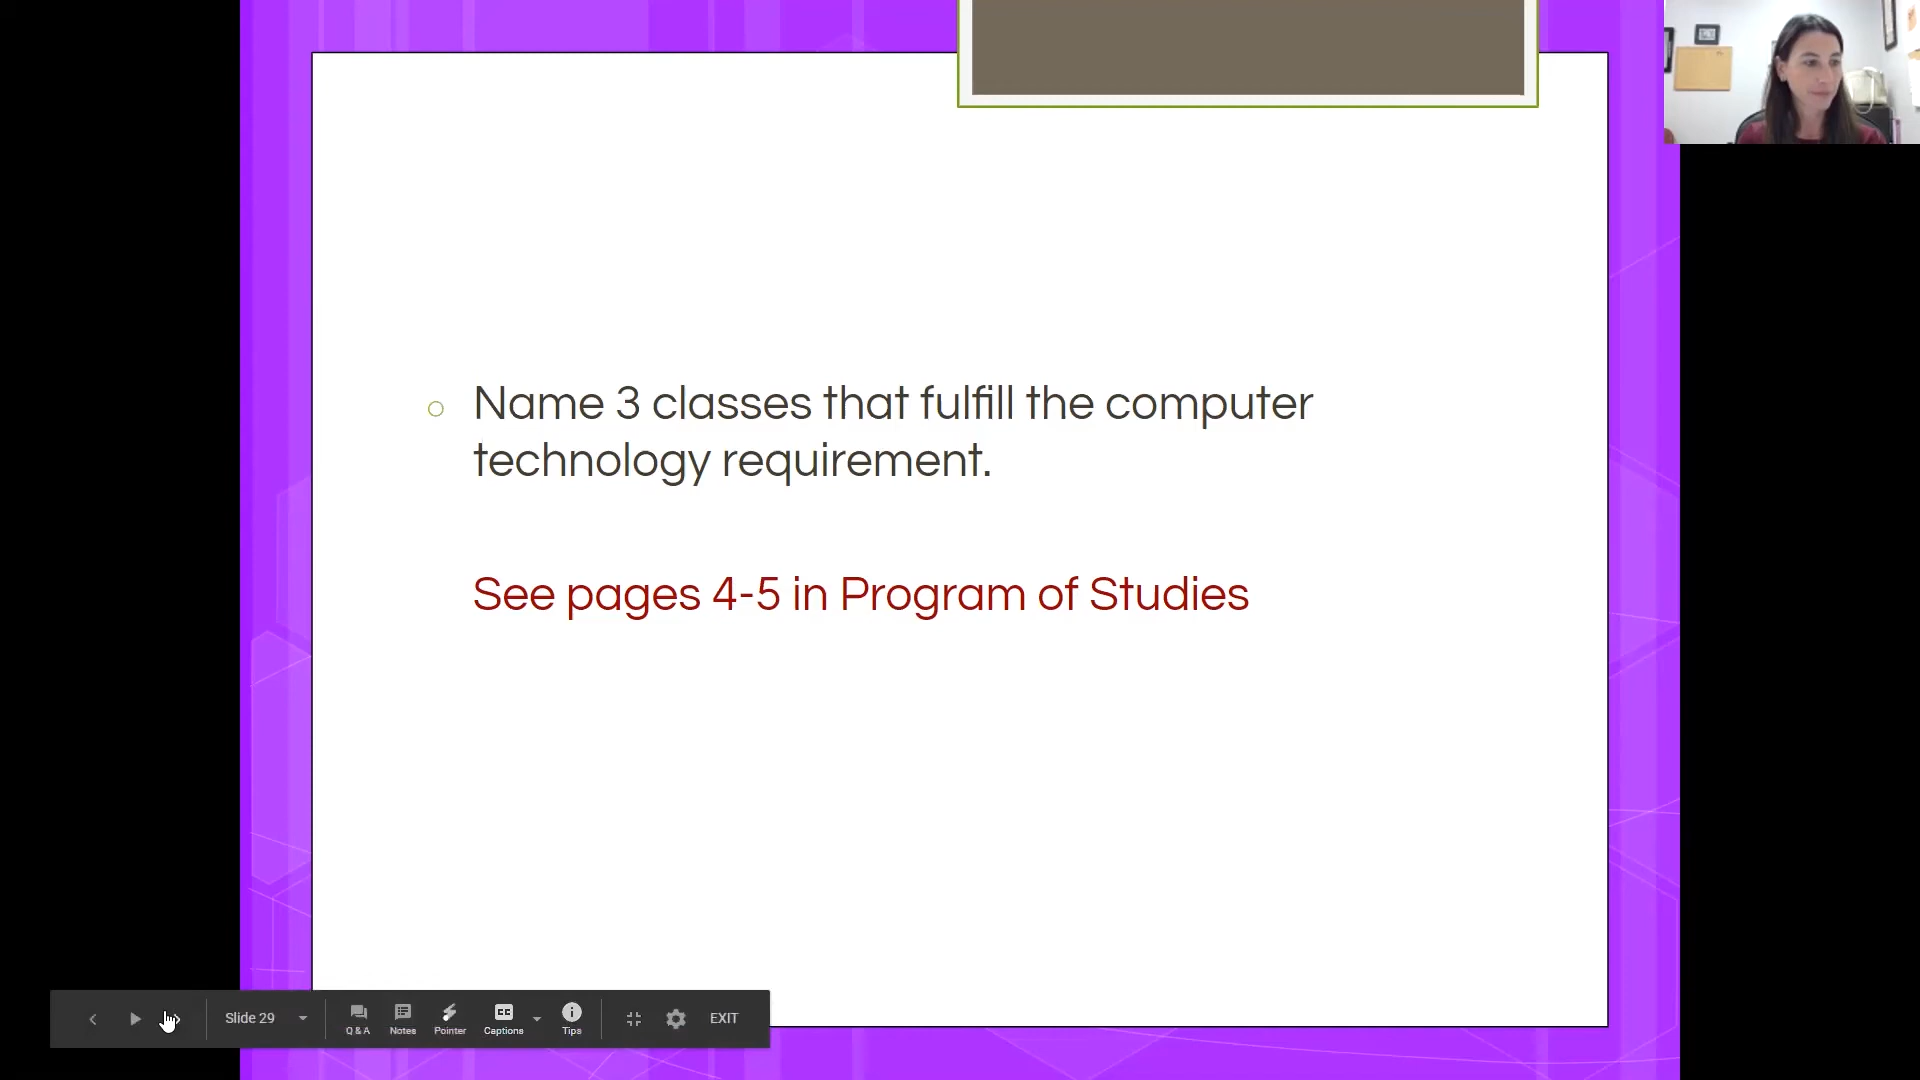 Name 3 classes that fulfill the computer
technology requirement.
See pages 4-5 in Program of Studies
Slide 29
Q & A
Notes
Pointer
Captions
Tips
EXIT